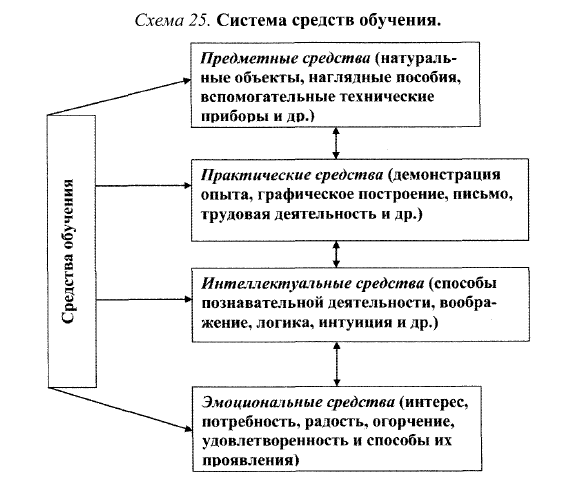 Схема 25. Система средств обучения.
Средства обучения
Предметные средства (натураль-
ные объекты, наглядные пособия,
вспомогательные технические
приборы и др.)
Практические средства (демонстрация
опыта, графическое построение, письмо,
трудовая деятельность и др.)
Интеллектуальные средства (способы
познавательной деятельности, вообра-
жение, логика, интуиция и др.)
Эмоциональные средства (интерес,
потребность, радость, огорчение,
удовлетворенность и способы их
проявления)